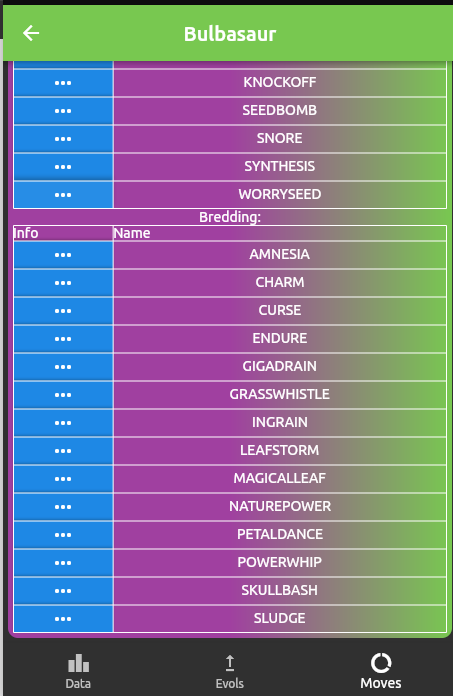 Bulbasaur
KNOCKOFF
SEEDBOMB
SNORE
SYNTHESIS
WORRYSEED
Bredding:
Info Name
AMNESIA
CHARM
CURSE
ENDURE
GIGADRAIN
GRASSWHISTLE
INGRAIN
LEAFSTORM
MAGICALLEAF
NATUREPOWER
PETALDANCE
POWERWHIP
SKULLBASH
SLUDGE
Data Evols Moves